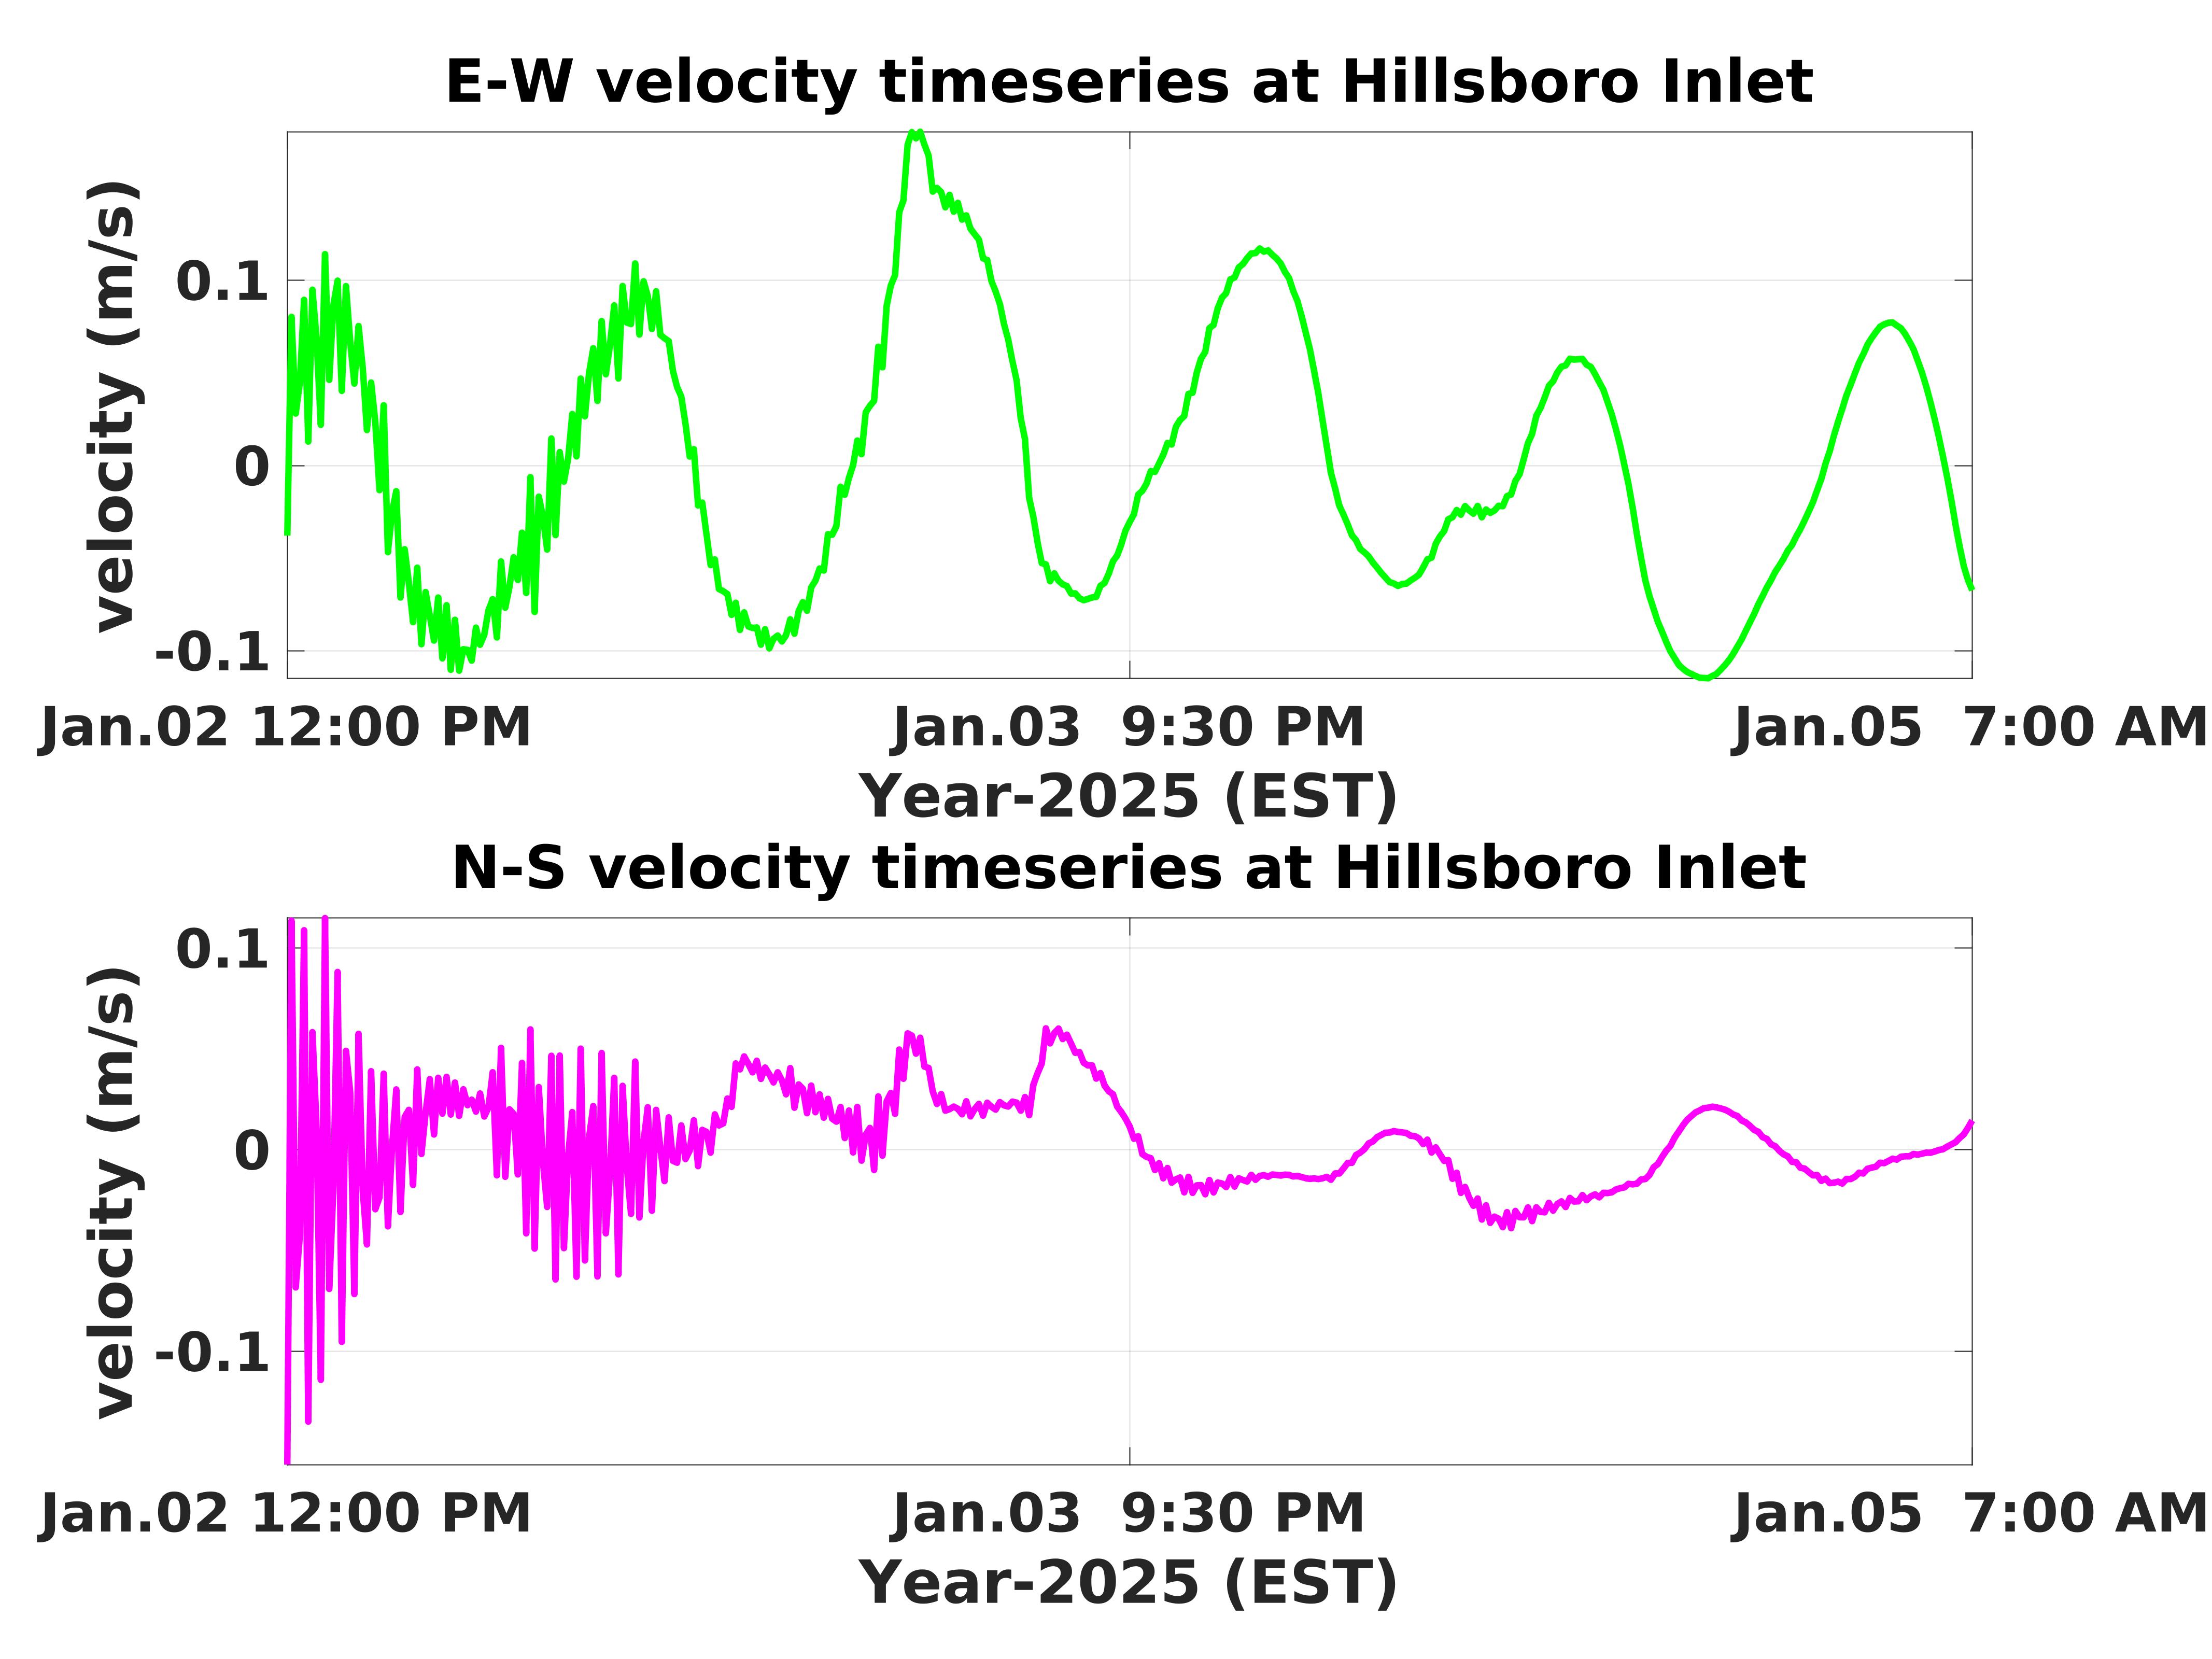 E-W velocity timeseries at Hillsboro Inlet
velocity (m/s)
0.1
0
-0.1
Jan.02 12:00 PM Jan.03 9:30 PM Jan.05 7:00 AM
Year-2025 (EST)
N-S velocity timeseries at Hillsboro Inlet
velocity (m/s)
0.1
0
-0.1
Jan.02 12:00 PM Jan.03 9:30 PM Jan.05 7:00 AM
Year-2025 (EST)